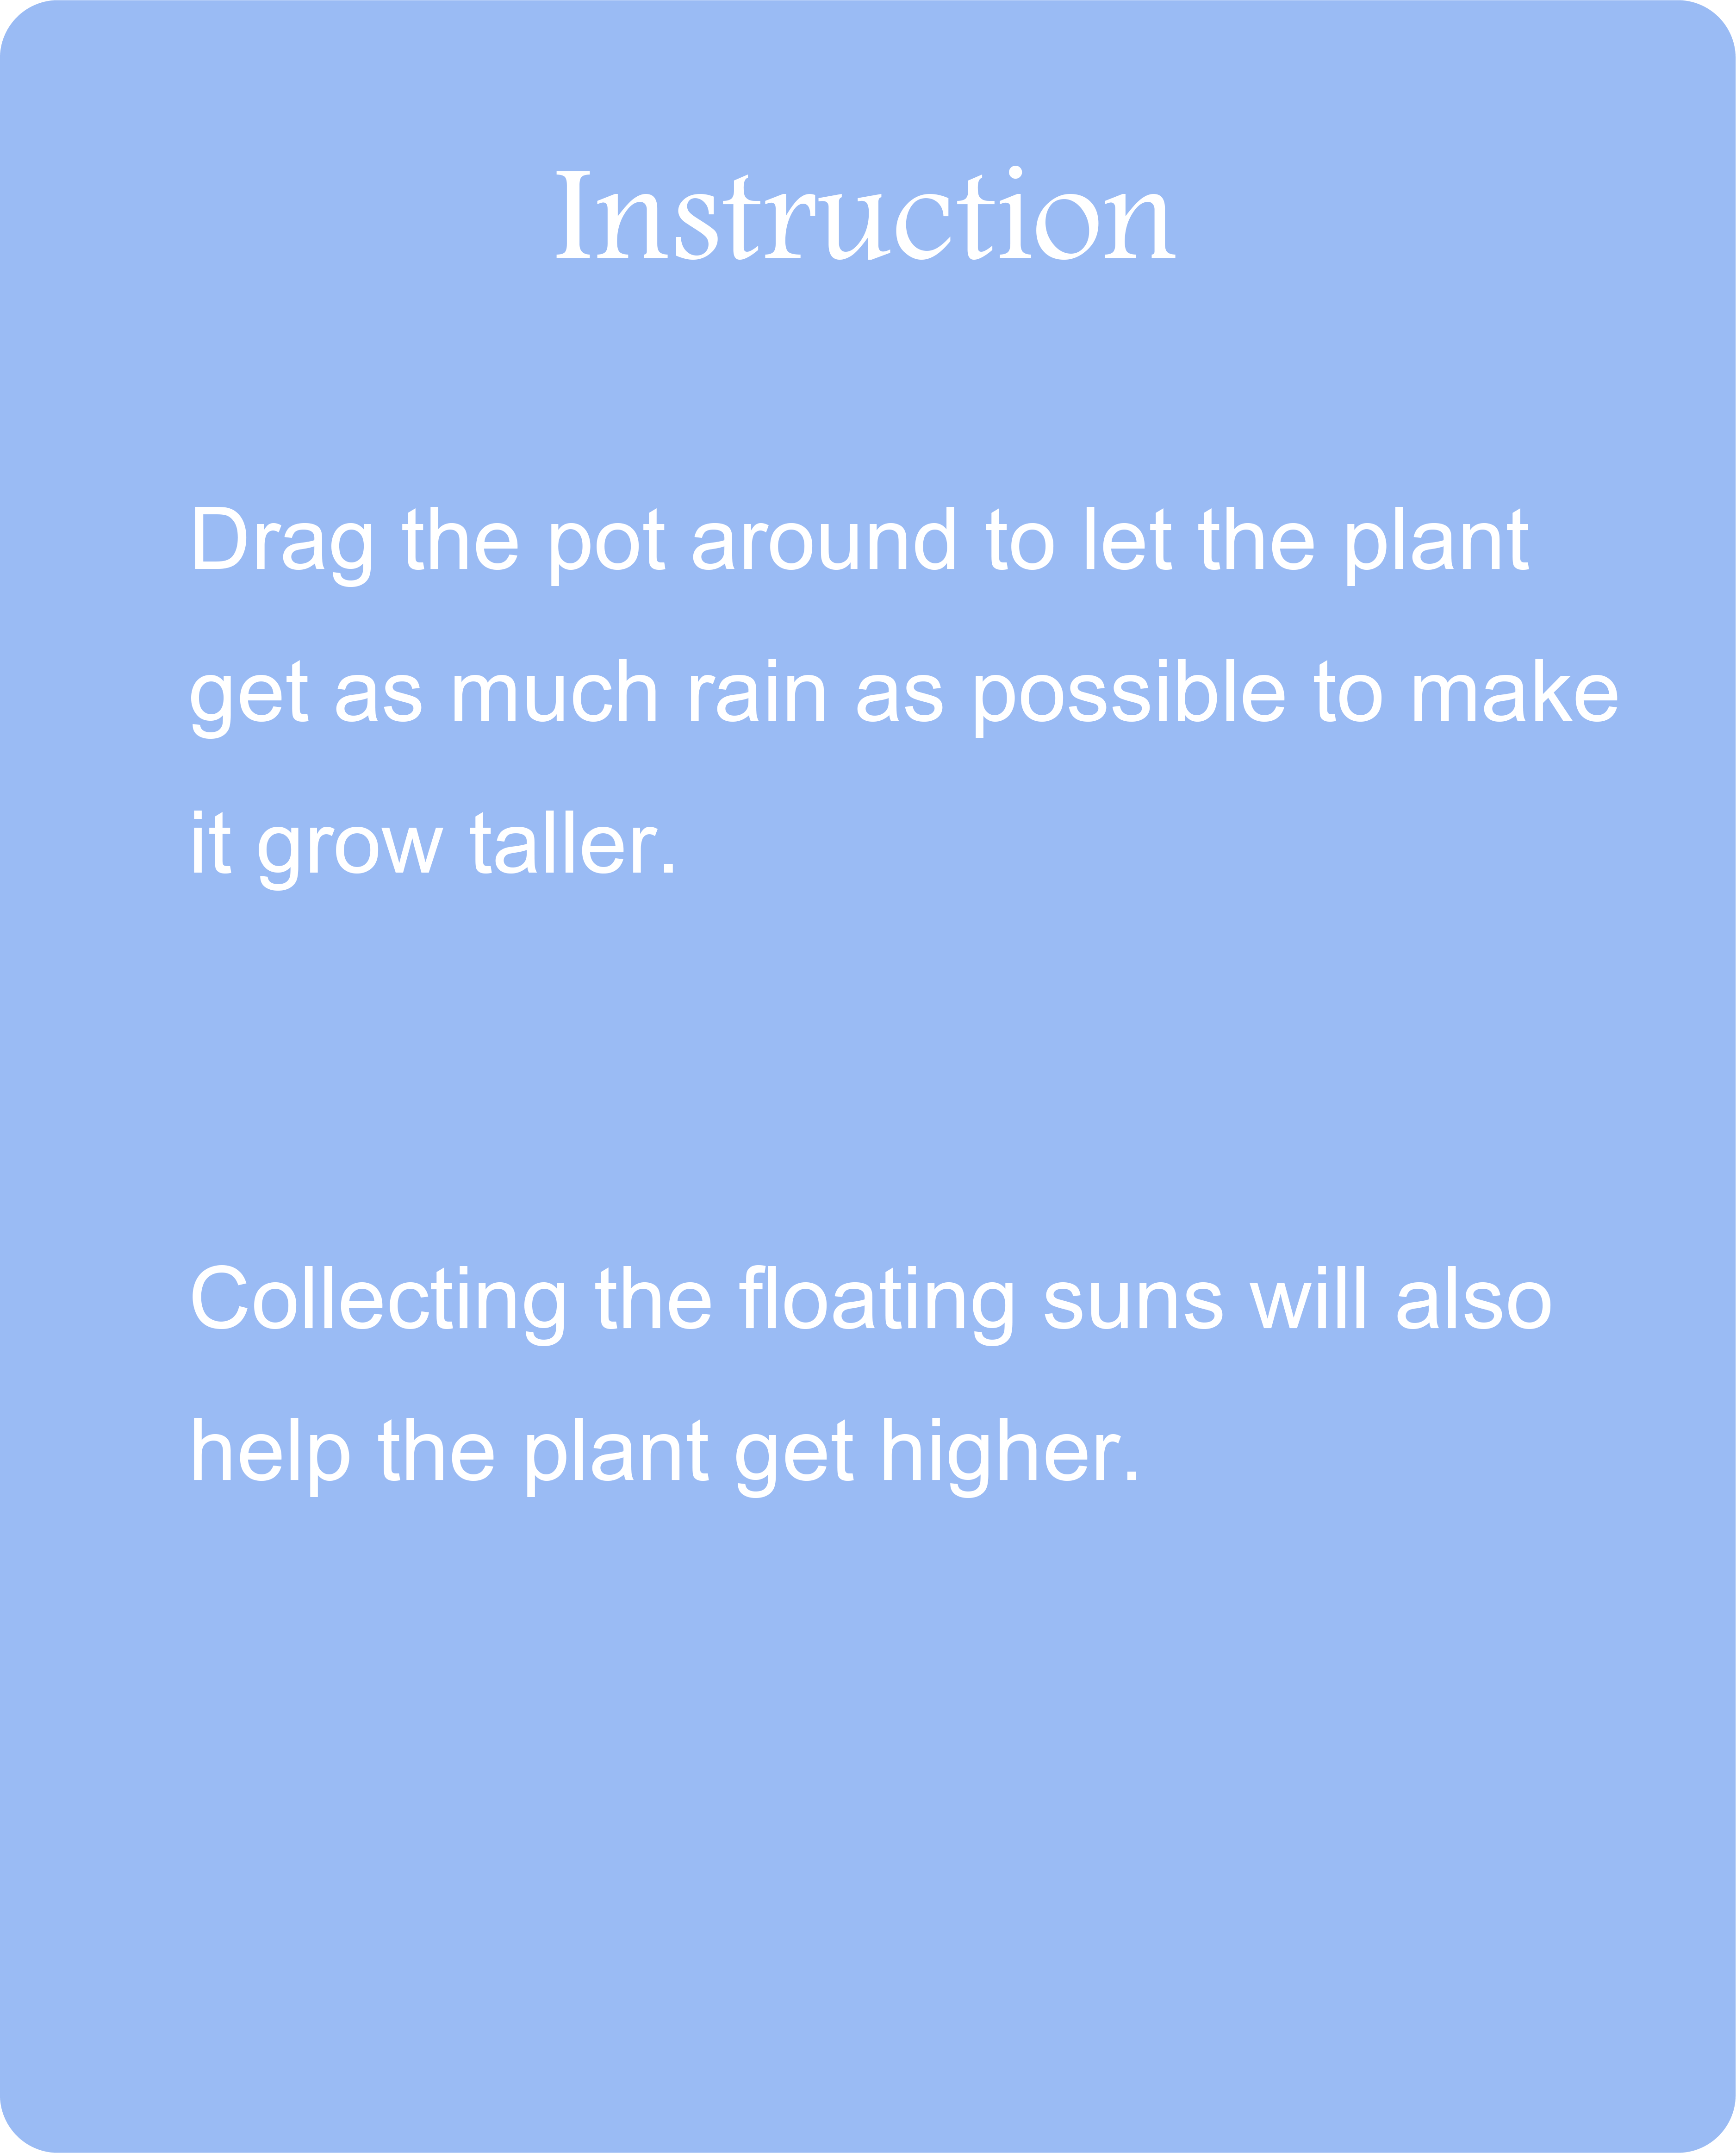 Instruction
Drag the pot around to let the plant
get as much rain as possible to make
it grow taller.
Collecting the floating suns will also
help the plant get higher.